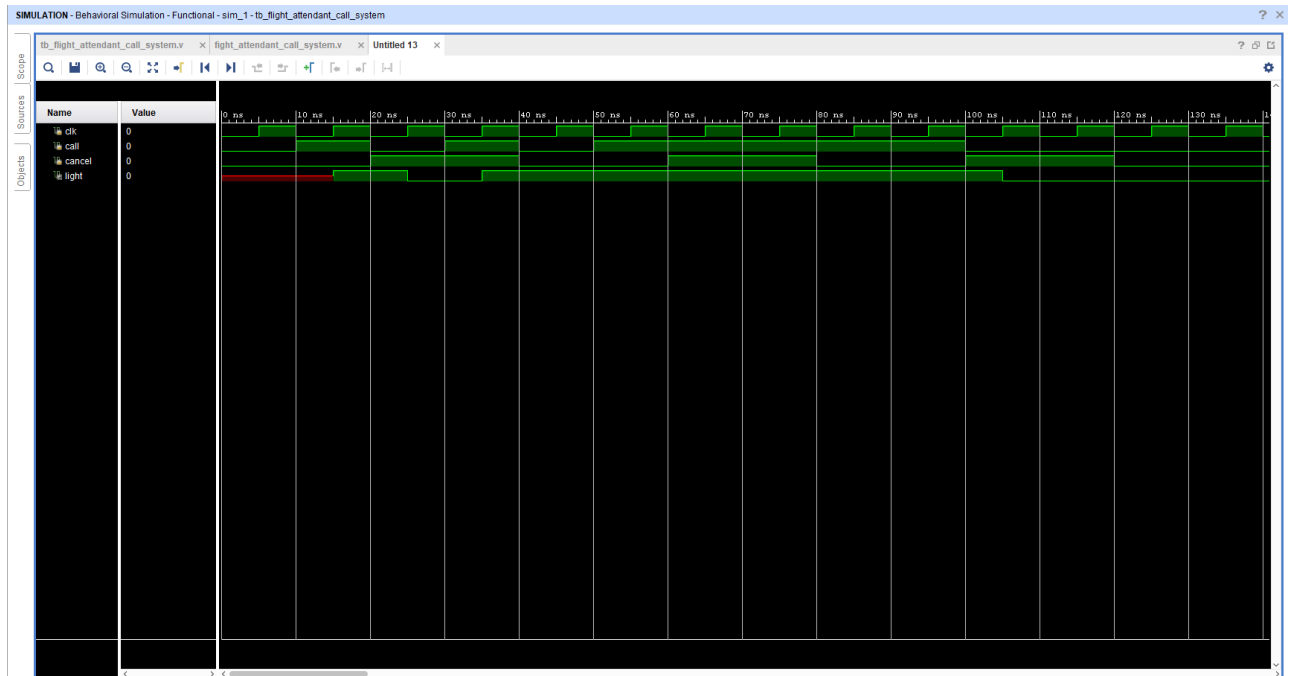 SIMULATION - Behavioral Simulation - Functional - sim_1 - tb_flight_attendant_call_system
tb_flight_attendant_call_system.v fight_attendant_call_system.v Untitled 13
Scope
Sources
Objects
Name Value
0 ns 10 ns 20 ns 30 ns 40 ns 50 ns 60 ns 70 ns 80 ns 90 ns 100 ns 110 ns 120 ns 130 ns
clk 0
call 0
cancel 0
light 0